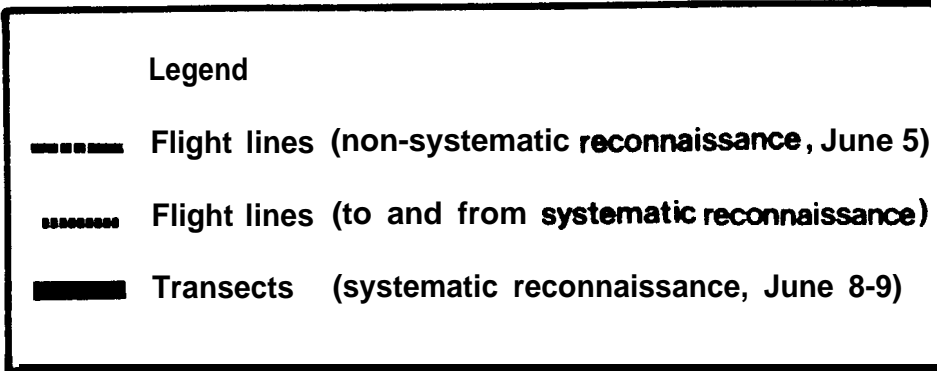 Legend
Flight lines (non-systematic reconnaissance, June 5)
Flight lines (to and from systematic reconnaissance)
Transects (systematic reconnaissance, June 8-9)